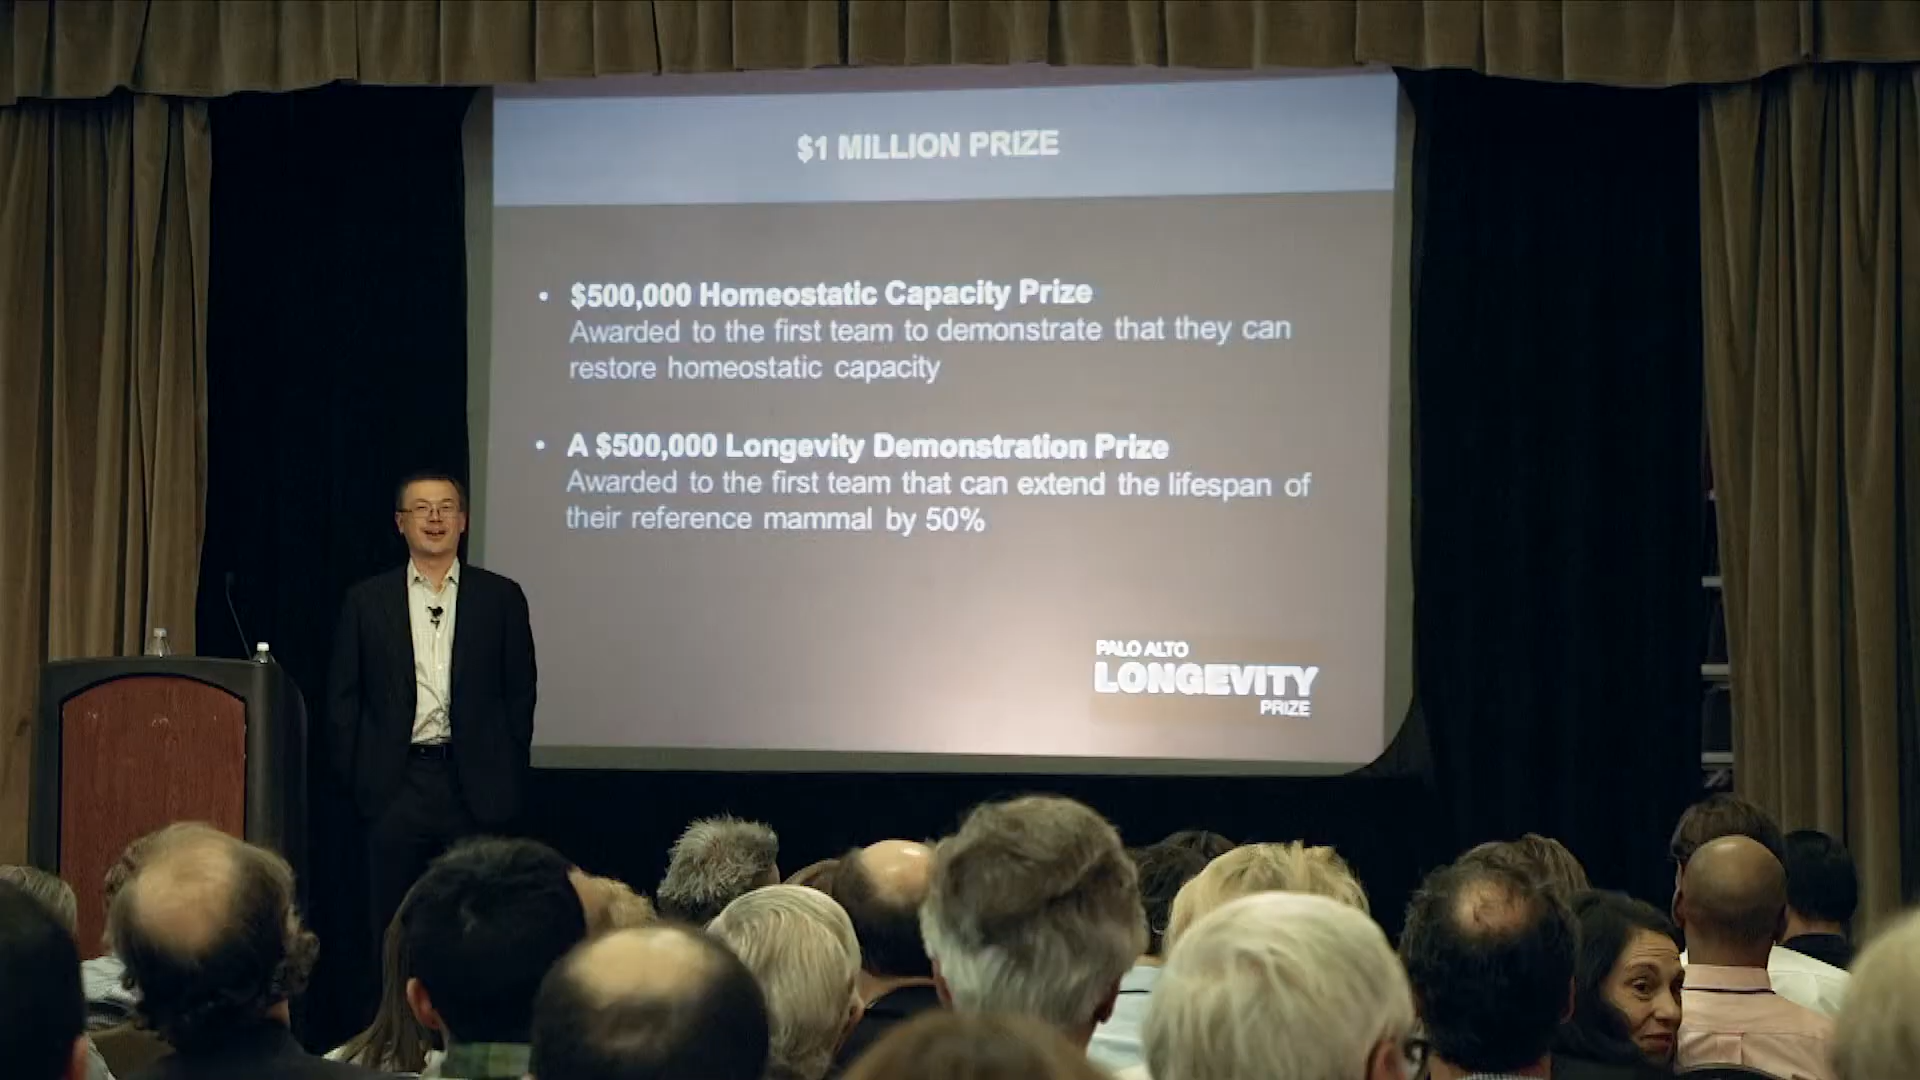 $1 MILLION PRIZE
• $500,000 Homeostatic Capacity Prize
Awarded to the first team to demonstrate that they can
restore homeostatic capacity
• A $500,000 Longevity Demonstration Prize
Awarded to the first team that can extend the lifespan of
their reference mammal by 50%
PALO ALTO
LONGEVITY
PRIZE